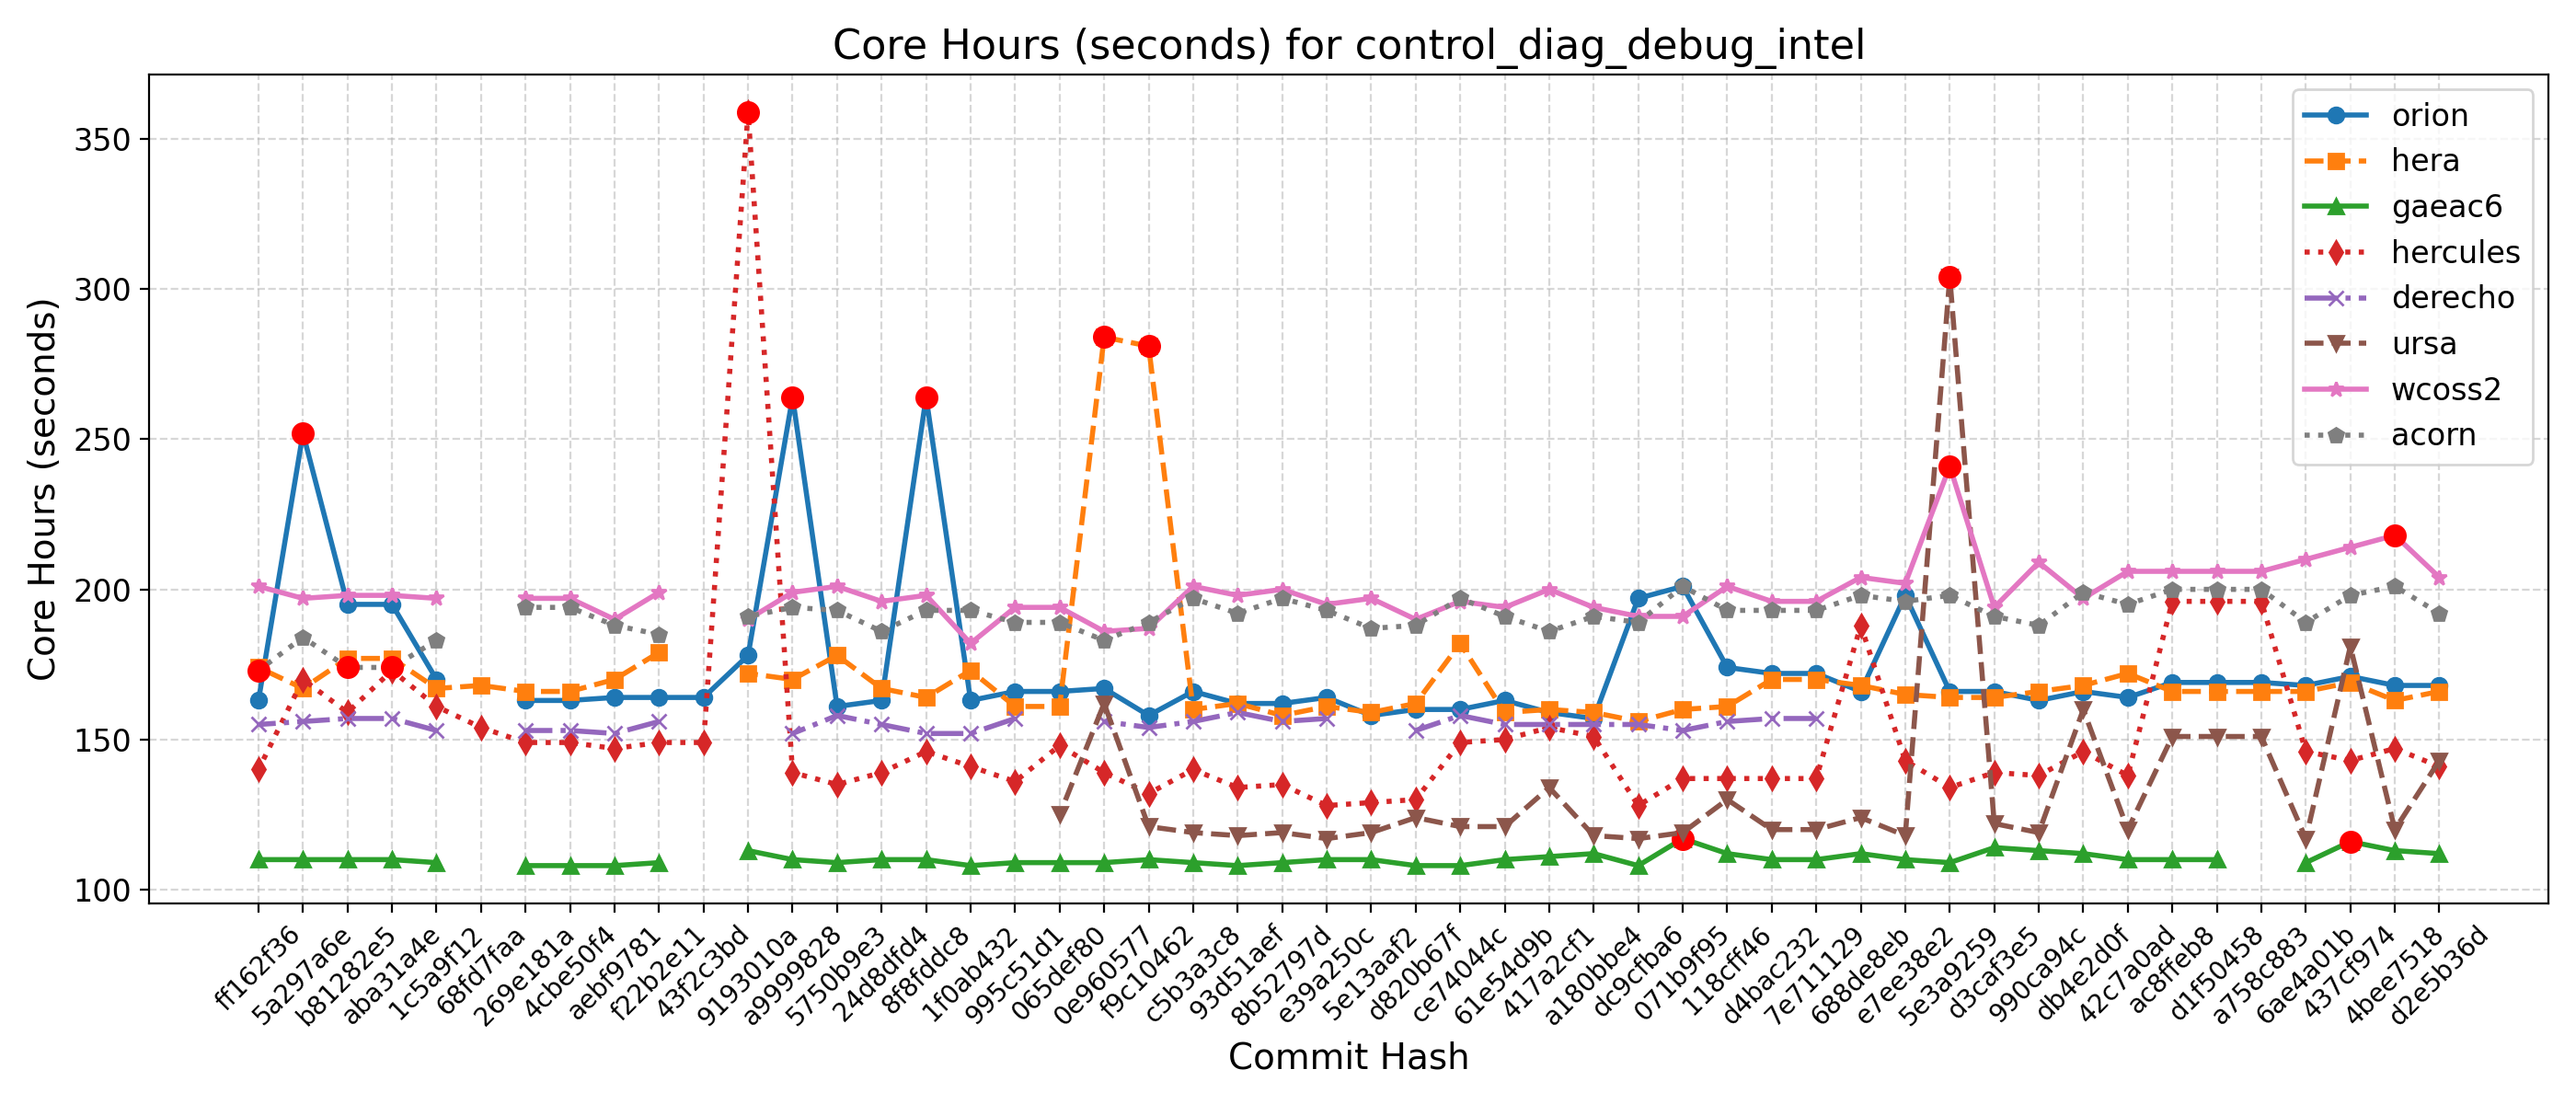 Core Hours (seconds) for control_diag_debug_intel
Core Hours (seconds)
350
300
250
200
150
100
orion
hera
gaeac6
hercules
derecho
ursa
wcoss2
acorn
ff162f36
5a297a6e
b81282e5
aba31a4e
1c5a9f12
68fd7faa
269e181a
4cbe50f4
aebf9781
f22b2e11
43f2c3bd
9193010a
a9999828
5750b9e3
24d8dfd4
8f8fddc8
1f0ab432
995c51d1
065def80
0e960577
f9c10462
c5b3a3c8
93d51aef
8b52797d
e39a250c
5e13aaf2
d820b67f
ce74044c
61e54d9b
417a2cf1
a180bbe4
dc9cfba6
071b9f95
118cff46
d4bac232
7e711129
688de8eb
e7ee38e2
5e3a9259
d3caf3e5
990ca94c
db4e2d0f
42c7a0ad
ac8ffeb8
d1f50458
a758c883
6ae4a01b
437cf974
4bee7518
d2e5b36d
Commit Hash